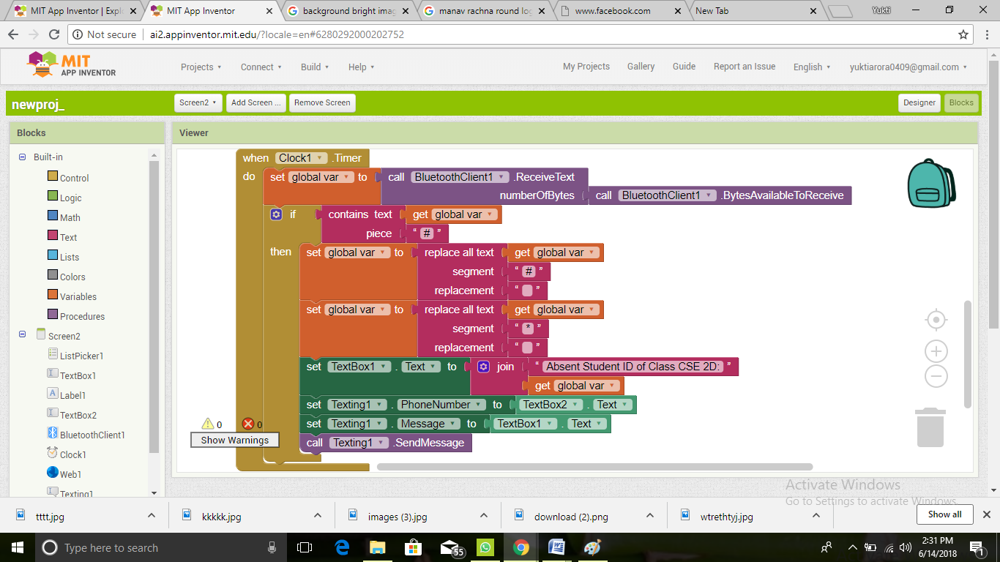 MIT App Inventor | Expl
MIT App Inventor
background bright imag
manav rachna round log
www.facebook.com
New Tab
Yukti
Not secure
ai2.appinventor.mit.edu/?locale=en#6280292000202752
MIT
APP INVENTOR
Projects
Connect
Build
Help
My Projects
Gallery
Guide
Report an Issue
English
yuktiarora0409@gmail.com
newproj_
Screen2
Add Screen ...
Remove Screen
Designer
Blocks
Blocks
Viewer
Built-in
Control
Logic
Math
Text
Lists
Colors
Variables
Procedures
Screen2
ListPicker1
TextBox1
Label1
TextBox2
BluetoothClient1
Clock1
Web1
Texting1
when Clock1 .Timer
do set global var to call BluetoothClient1 .ReceiveText
numberOfBytes call BluetoothClient1 .BytesAvailableToReceive
if contains text get global var
piece “ # ”
then set global var to replace all text get global var
segment “ # ”
replacement “ ”
set global var to replace all text get global var
segment “ * ”
replacement “ ”
set TextBox1 . Text to join “ Absent Student ID of Class CSE 2D: ”
get global var
set Texting1 . PhoneNumber to TextBox2 . Text
set Texting1 . Message to TextBox1 . Text
call Texting1 .SendMessage
0 0
Show Warnings
Activate Windows
Go to Settings to activate Windows.
tttt.jpg
kkkkk.jpg
images (3).jpg
download (2).png
wtrethtyj.jpg
Show all
Type here to search
55
2:31 PM
6/14/2018
1